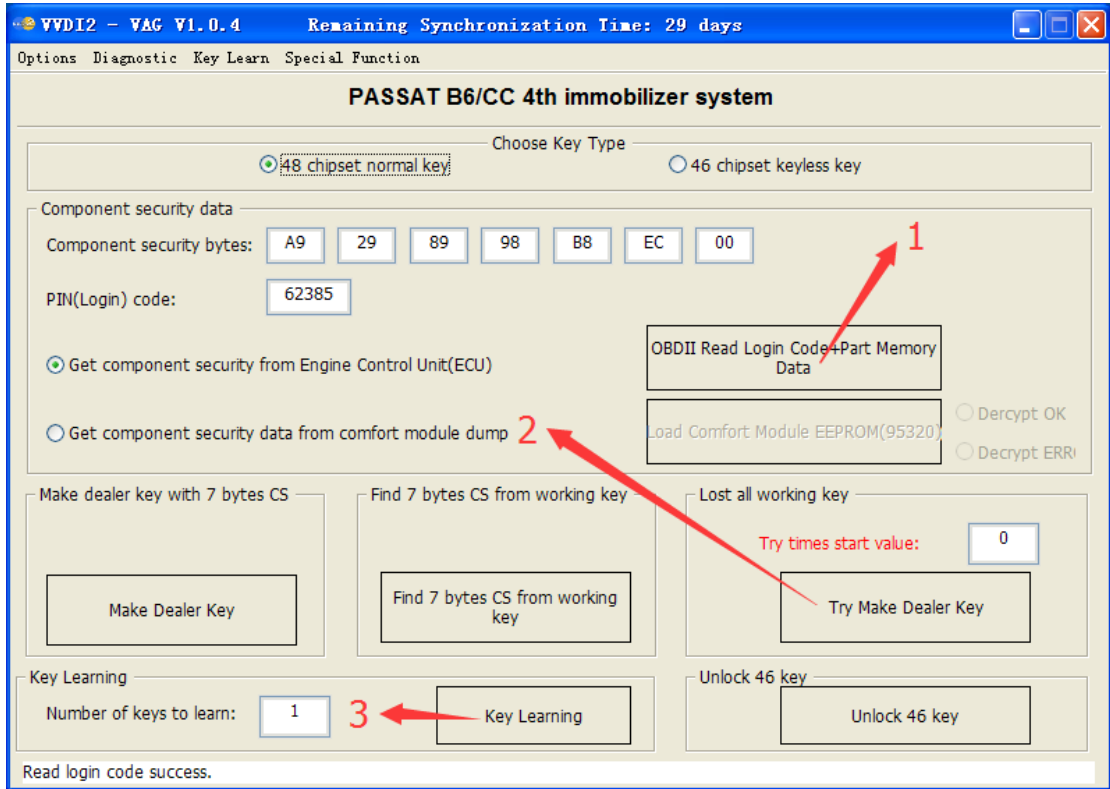 VVDI2 - VAG V1.0.4 Remaining Synchronization Time: 29 days
Options Diagnostic Key Learn Special Function
PASSAT B6/CC 4th immobilizer system
Choose Key Type
48 chipset normal key 46 chipset keyless key
Component security data
Component security bytes: A9 29 89 98 B8 EC 00
1
PIN(Login) code: 62385
Get component security from Engine Control Unit(ECU)
OBDII Read Login Code+Part Memory
Data
Get component security data from comfort module dump
2
Load Comfort Module EEPROM(95320)
Dercypt OK
Decrypt ERR
Make dealer key with 7 bytes CS
Make Dealer Key
Find 7 bytes CS from working key
Find 7 bytes CS from working
key
Lost all working key
Try times start value: 0
Try Make Dealer Key
Key Learning
Number of keys to learn: 1
3
Key Learning
Unlock 46 key
Unlock 46 key
Read login code success.